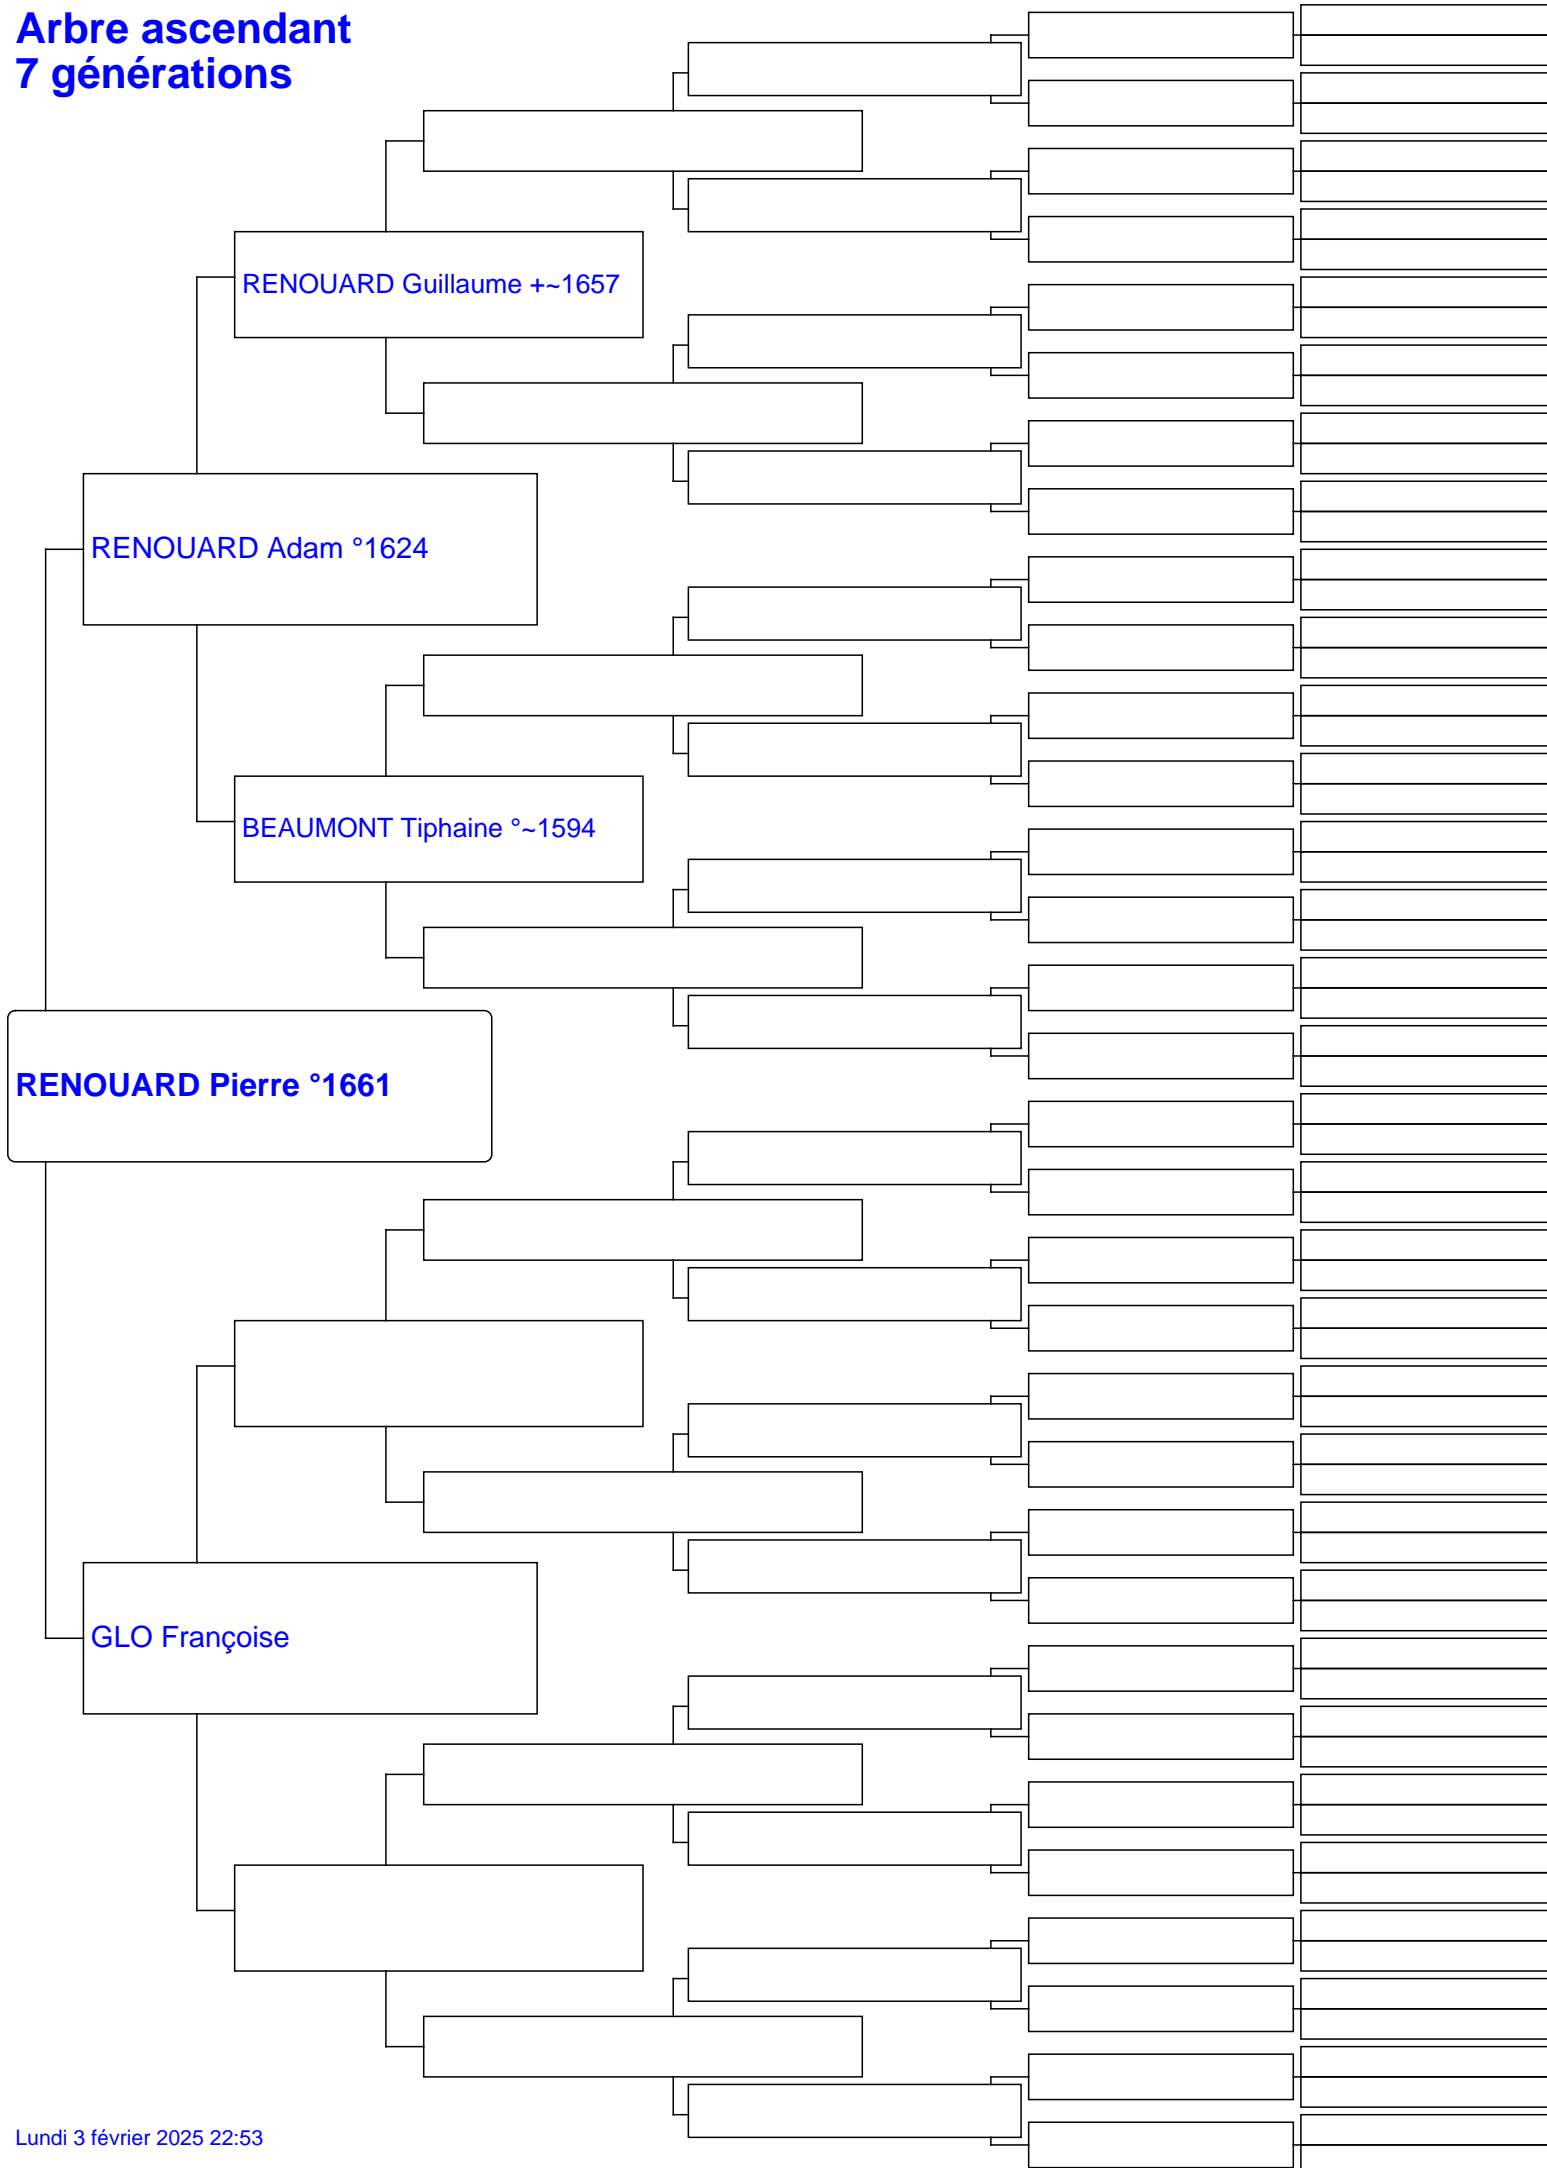 Arbre ascendant
7 générations
RENOUARD Guillaume +~1657
RENOUARD Adam °1624
BEAUMONT Tiphaine °~1594
RENOUARD Pierre °1661
GLO Françoise
Lundi 3 février 2025 22:53